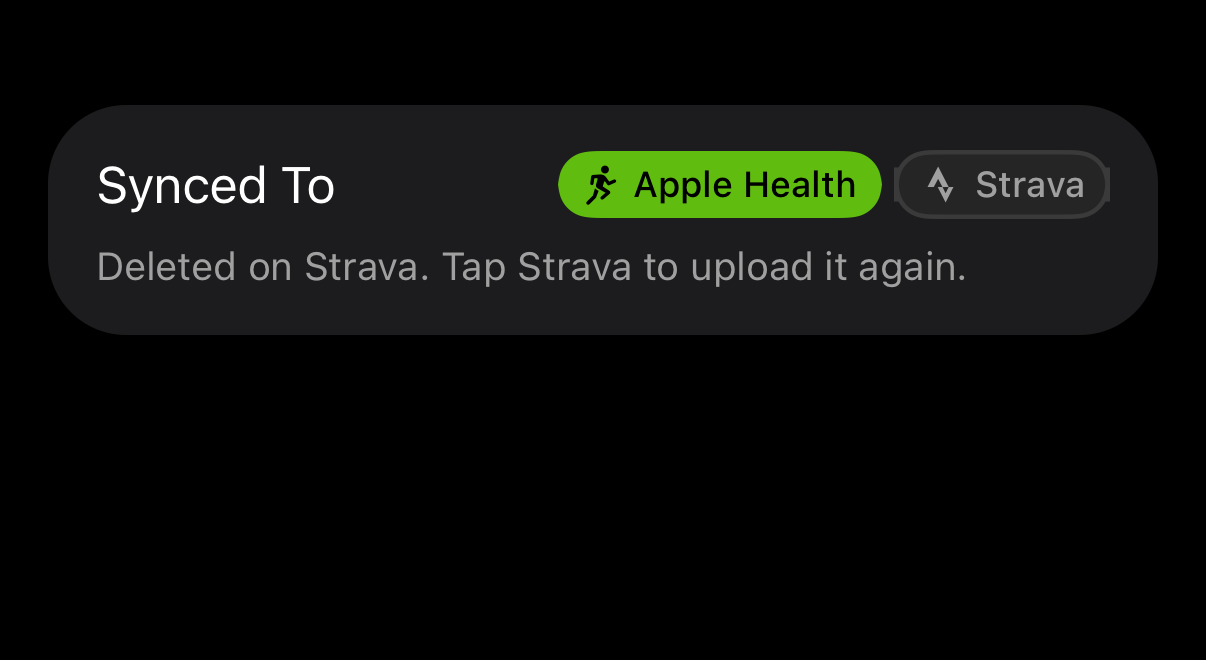 Synced To Apple Health Strava
Deleted on Strava. Tap Strava to upload it again.